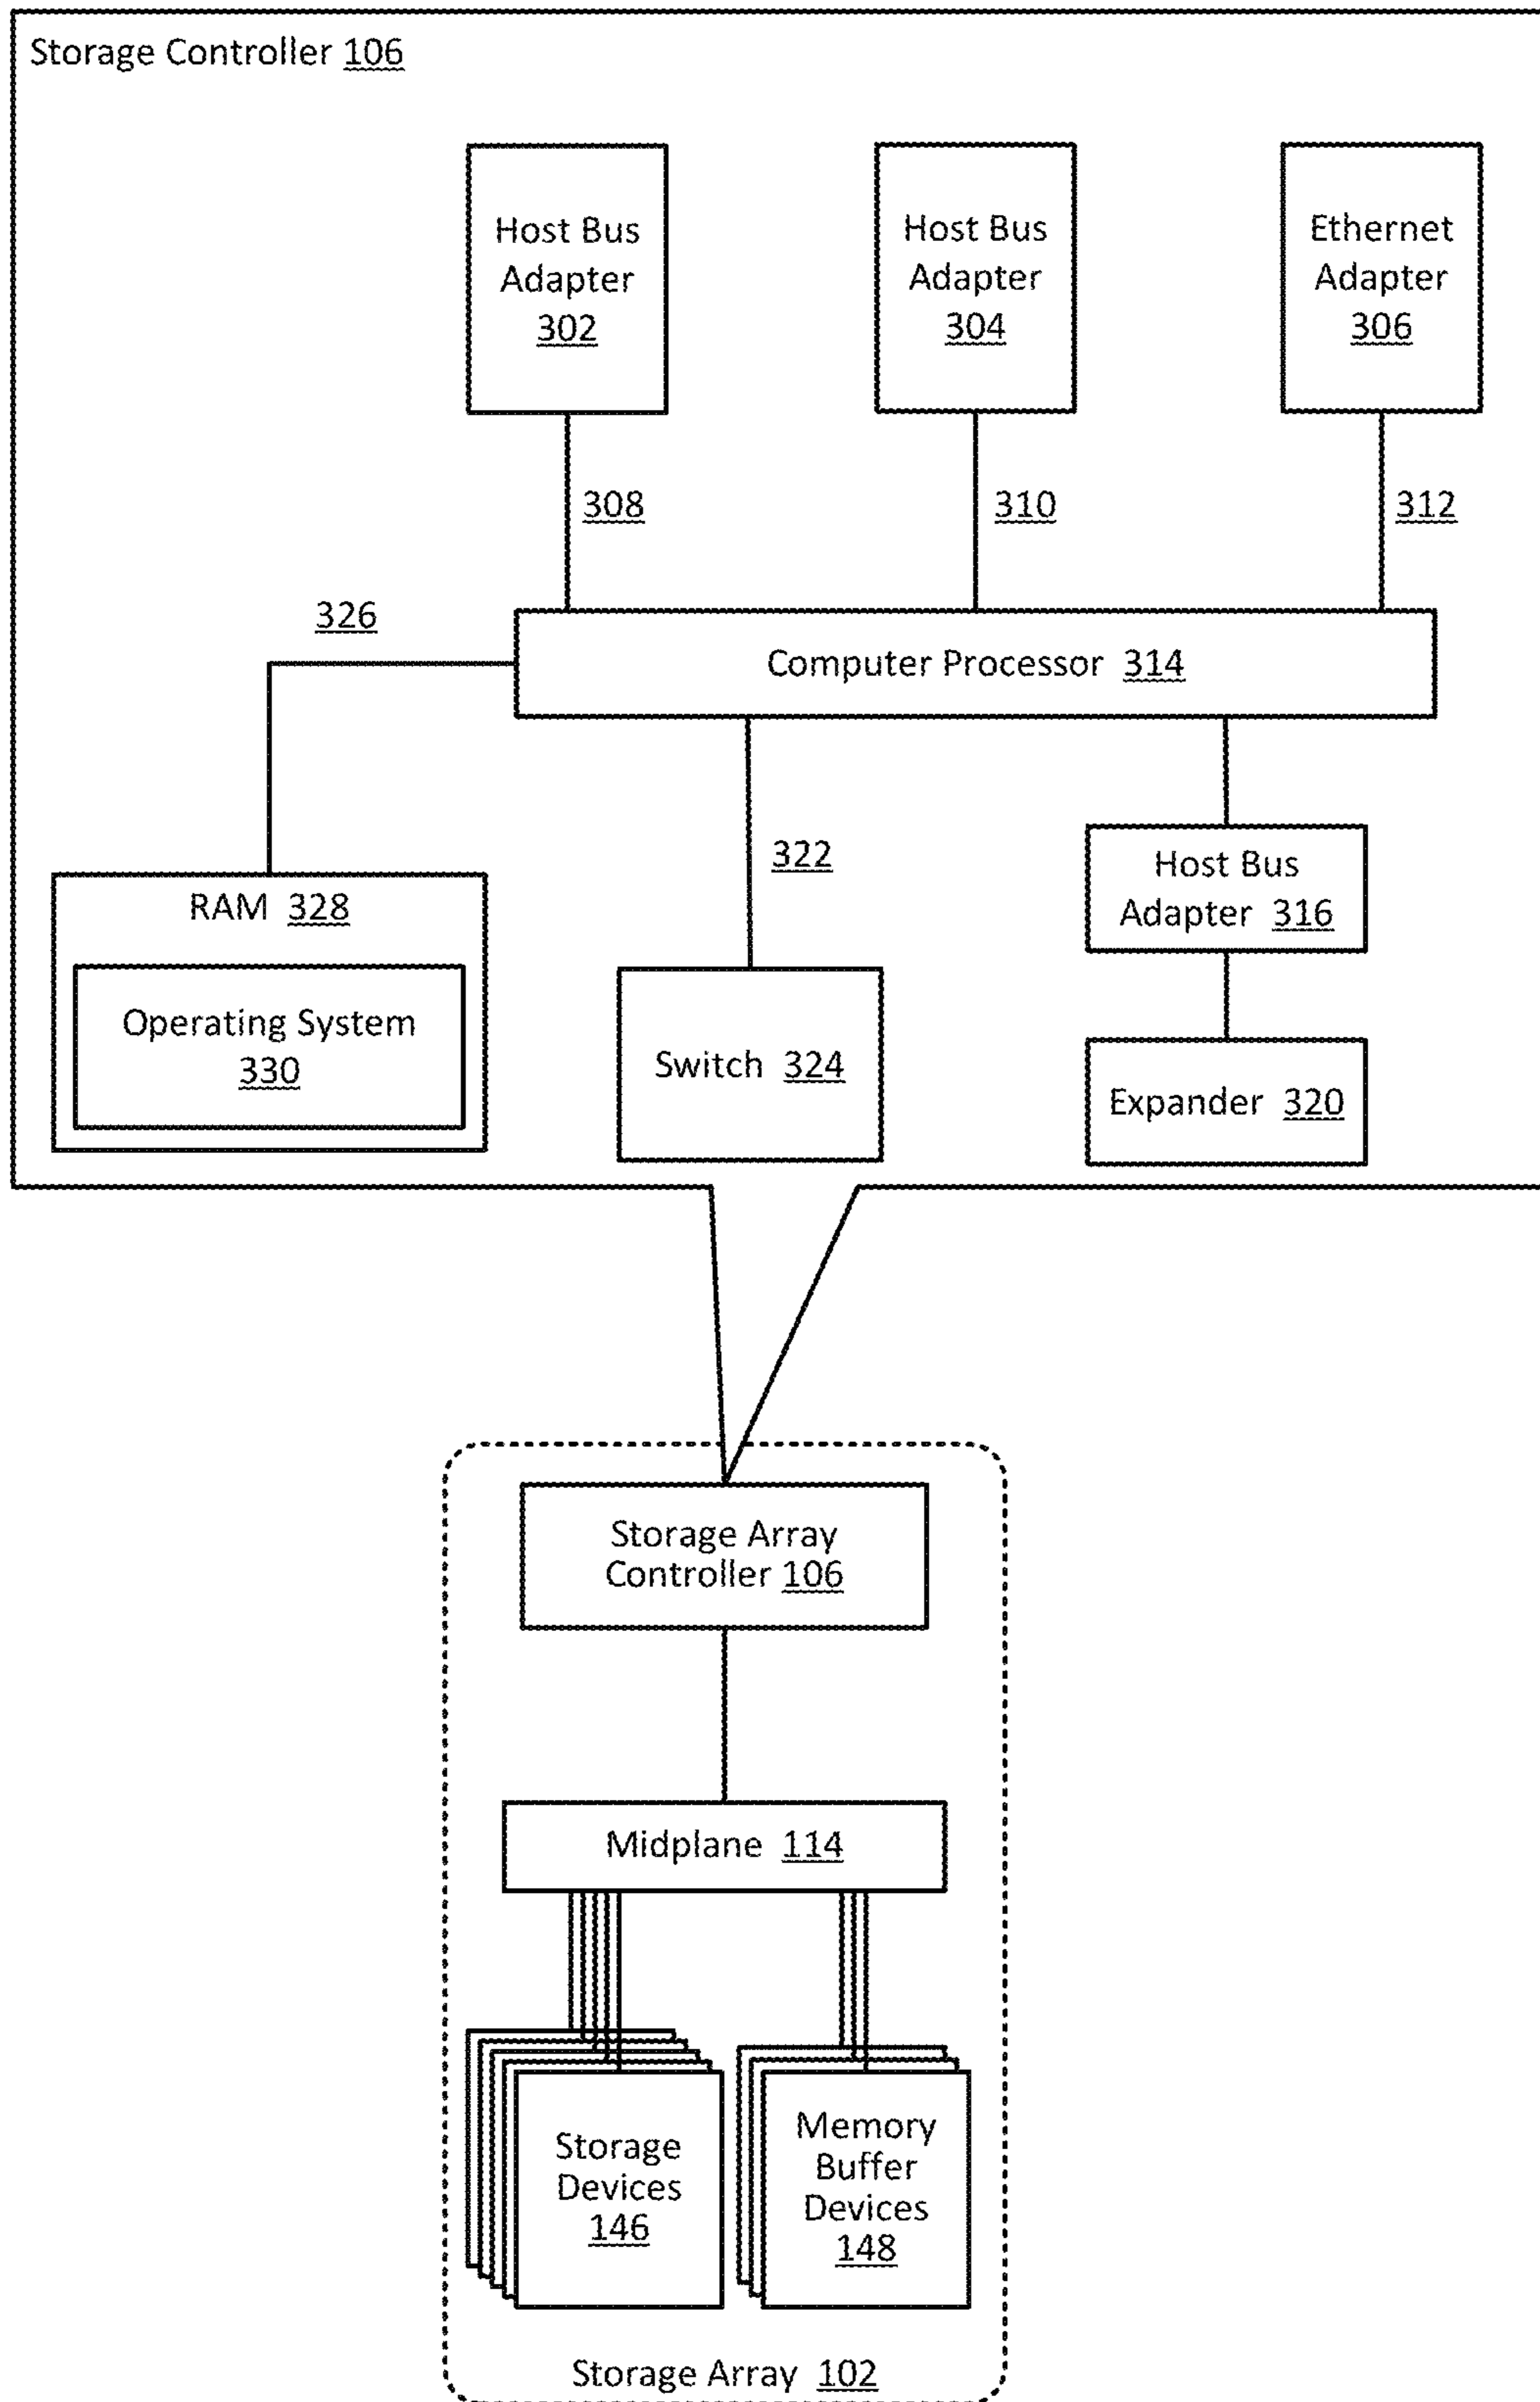 Storage Controller 106
Host Bus
Adapter
302
Host Bus
Adapter
304
Ethernet
Adapter
306
308
310
312
326
Computer Processor 314
322
Host Bus
Adapter 316
RAM 328
Operating System
330
Switch 324
Expander 320
Storage Array
Controller 106
Midplane 114
Storage
Devices
146
Memory
Buffer
Devices
148
Storage Array 102